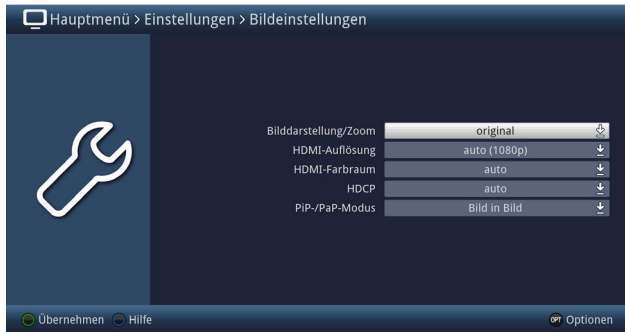 Hauptmenü > Einstellungen > Bildeinstellungen
Bilddarstellung/Zoom original
HDMI-Auflösung auto (1080p)
HDMI-Farbraum auto
HDCP auto
PiP-/PaP-Modus Bild in Bild
Übernehmen Hilfe OPT Optionen